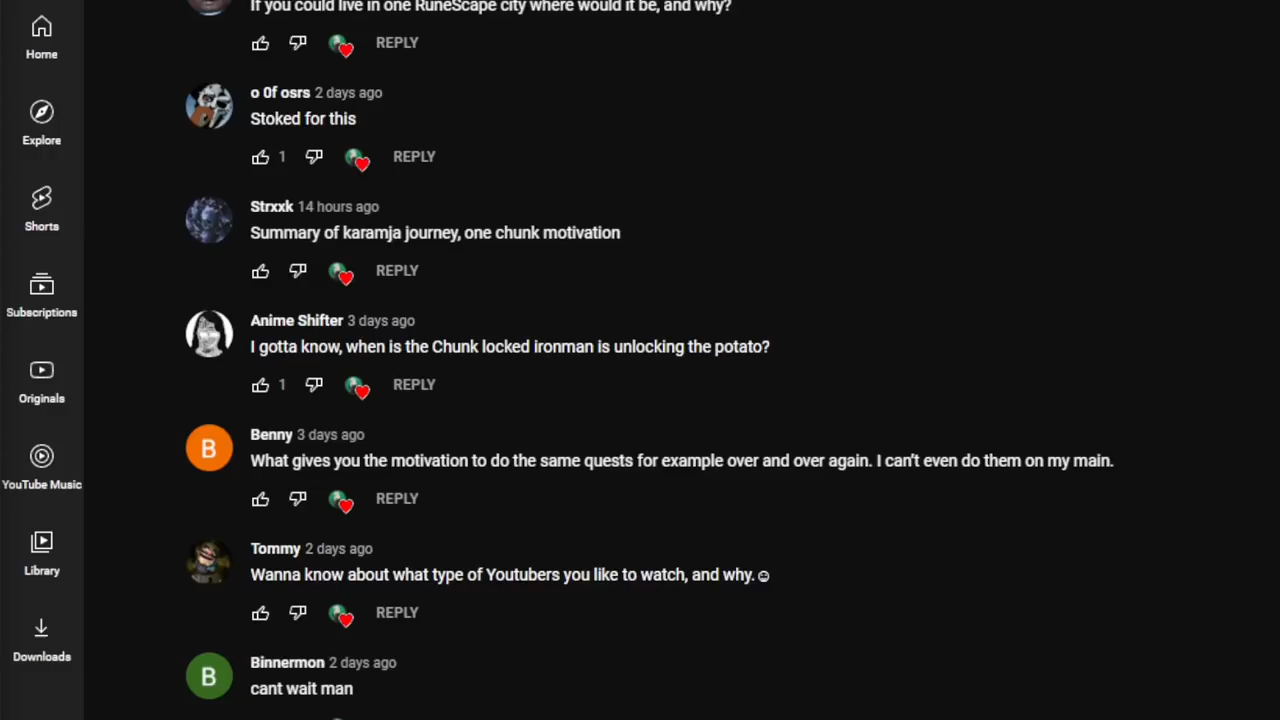 Home
Explore
Shorts
Subscriptions
Originals
YouTube Music
Library
Downloads
If you could live in one RuneScape city where would it be, and why?
REPLY
o 0f osrs 2 days ago
Stoked for this
1 REPLY
Strxxk 14 hours ago
Summary of karamja journey, one chunk motivation
REPLY
Anime Shifter 3 days ago
I gotta know, when is the Chunk locked ironman is unlocking the potato?
1 REPLY
B
Benny 3 days ago
What gives you the motivation to do the same quests for example over and over again. I can't even do them on my main.
REPLY
Tommy 2 days ago
Wanna know about what type of Youtubers you like to watch, and why.☺
REPLY
B
Binnermon 2 days ago
cant wait man